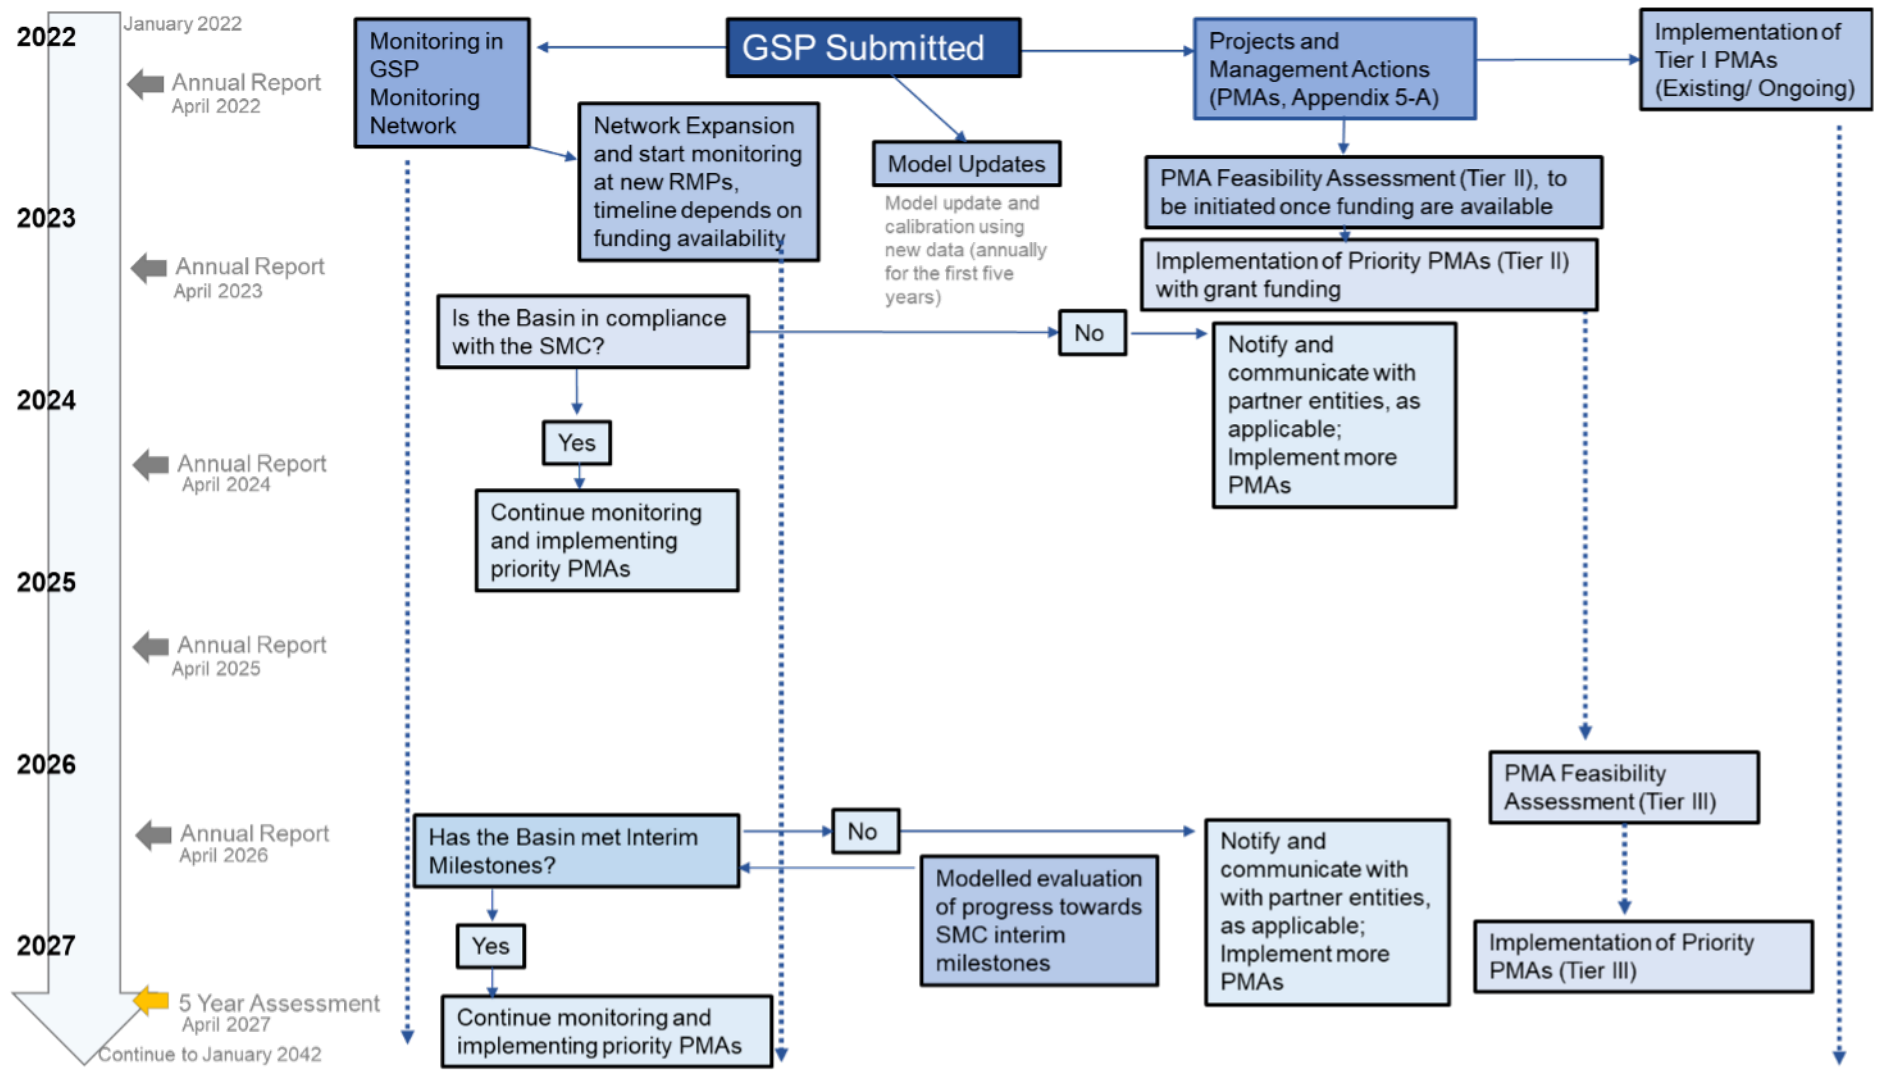 2022
January 2022
Annual Report
April 2022
2023
Annual Report
April 2023
2024
Annual Report
April 2024
2025
Annual Report
April 2025
2026
Annual Report
April 2026
2027
5 Year Assessment
April 2027
Continue to January 2042
Monitoring in
GSP
Monitoring
Network
GSP Submitted
Projects and
Management Actions
(PMAs, Appendix 5-A)
Implementation of
Tier I PMAs
(Existing/ Ongoing)
Network Expansion
and start monitoring
at new RMPs,
timeline depends on
funding availability
Model Updates
Model update and
calibration using
new data (annually
for the first five
years)
PMA Feasibility Assessment (Tier II), to
be initiated once funding are available
Implementation of Priority PMAs (Tier II)
with grant funding
Is the Basin in compliance
with the SMC?
No
Notify and
communicate with
partner entities, as
applicable;
Implement more
PMAs
Yes
Continue monitoring
and implementing
priority PMAs
PMA Feasibility
Assessment (Tier III)
Has the Basin met Interim
Milestones?
No
Modelled evaluation
of progress towards
SMC interim
milestones
Notify and
communicate with
with partner entities,
as applicable;
Implement more
PMAs
Implementation of Priority
PMAs (Tier III)
Yes
Continue monitoring and
implementing priority PMAs